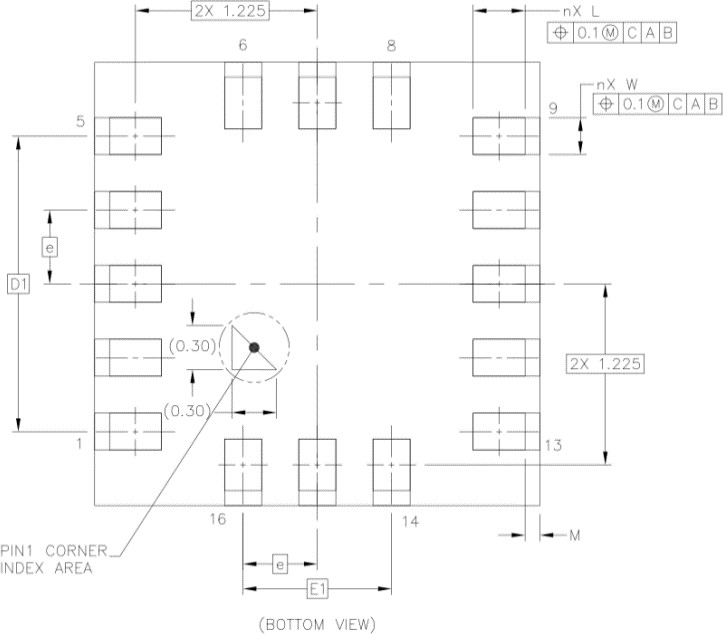 2X 1.225
nX L
⌖ 0.1 Ⓜ C A B
6
8
nX W
⌖ 0.1 Ⓜ C A B
9
5
e
D1
(0.30)
2X 1.225
(0.30)
1
13
16
14
M
PIN1 CORNER
INDEX AREA
e
E1
(BOTTOM VIEW)